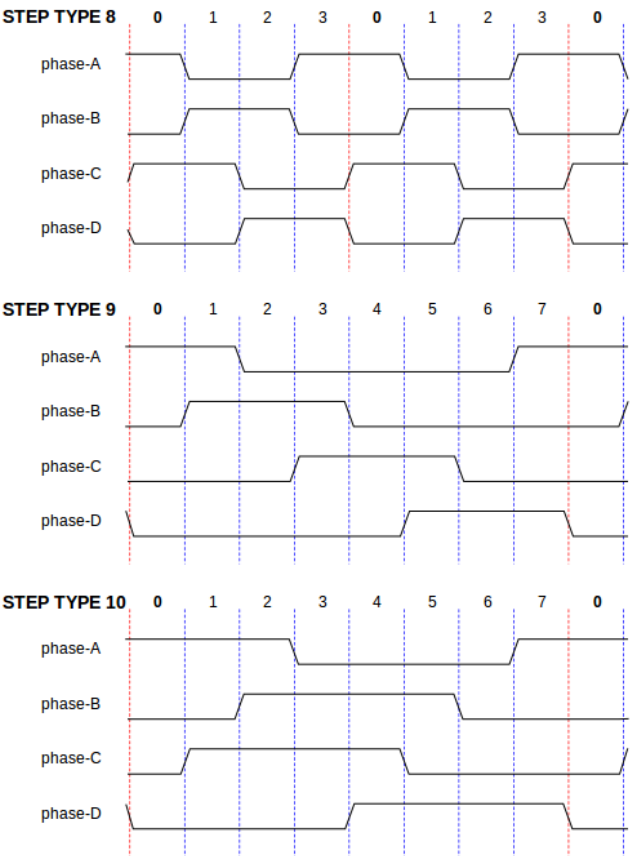 STEP TYPE 8 0 1 2 3 0 1 2 3 0
phase-A
phase-B
phase-C
phase-D
STEP TYPE 9 0 1 2 3 4 5 6 7 0
phase-A
phase-B
phase-C
phase-D
STEP TYPE 10 0 1 2 3 4 5 6 7 0
phase-A
phase-B
phase-C
phase-D